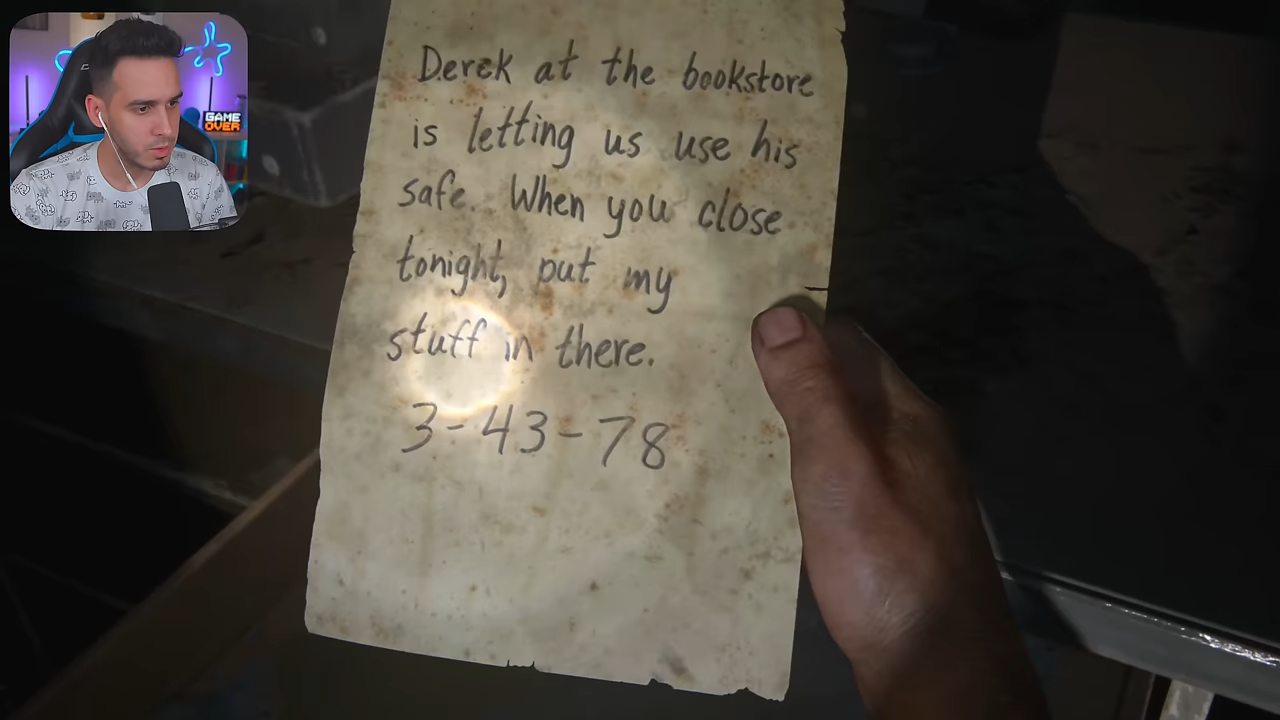 GAME
OVER
Derek at the bookstore
is letting us use his
safe. When you close
tonight, put my
stuff in there.
3-43-78